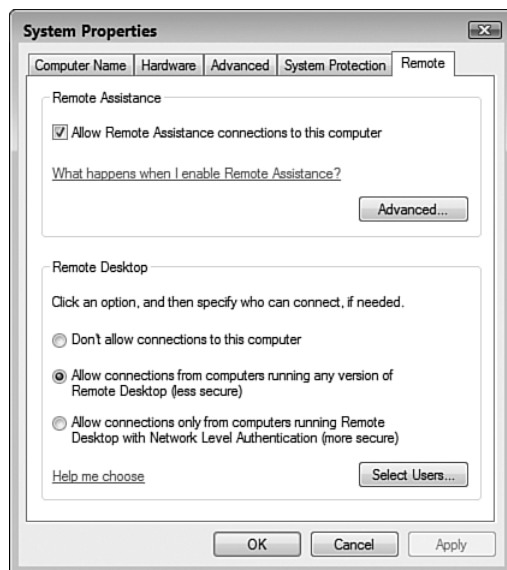 System Properties
Computer Name
Hardware
Advanced
System Protection
Remote
Remote Assistance
Allow Remote Assistance connections to this computer
What happens when I enable Remote Assistance?
Advanced...
Remote Desktop
Click an option, and then specify who can connect, if needed.
Don't allow connections to this computer
Allow connections from computers running any version of
Remote Desktop (less secure)
Allow connections only from computers running Remote
Desktop with Network Level Authentication (more secure)
Help me choose
Select Users...
OK
Cancel
Apply